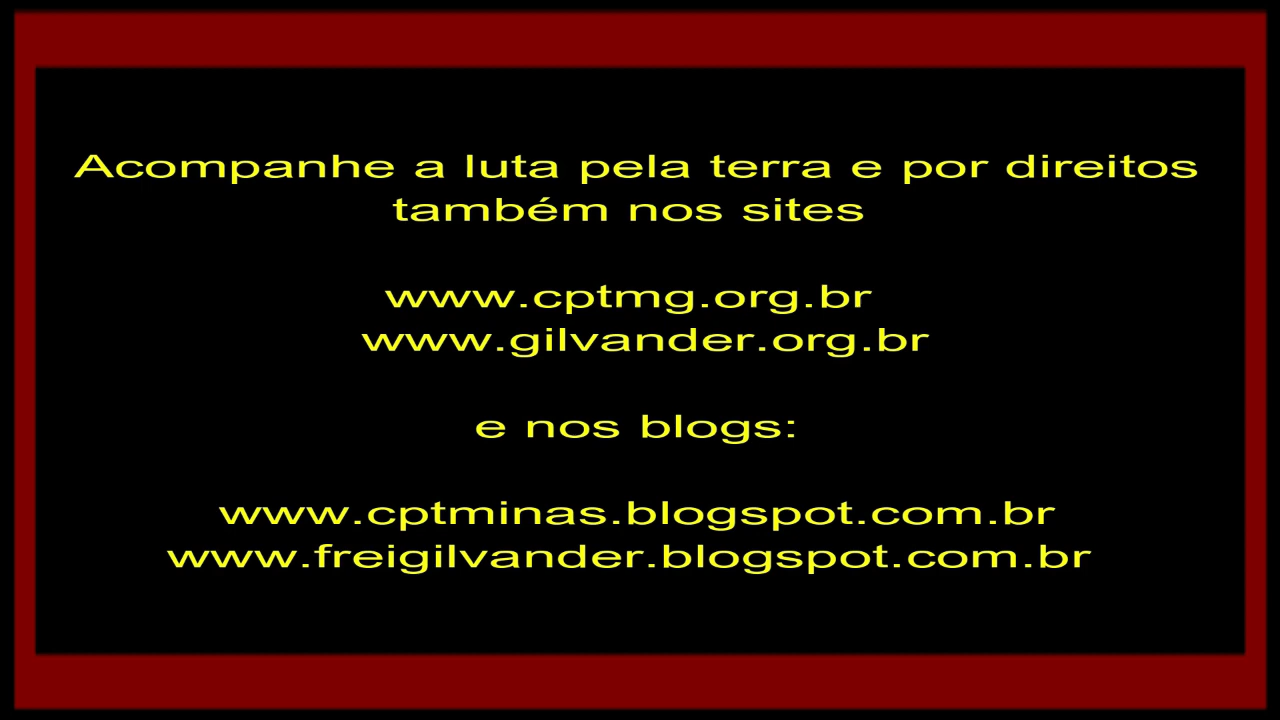 Acompanhe a luta pela terra e por direitos
também nos sites
www.cptmg.org.br
www.gilvander.org.br
e nos blogs:
www.cptminas.blogspot.com.br
www.freigilvander.blogspot.com.br